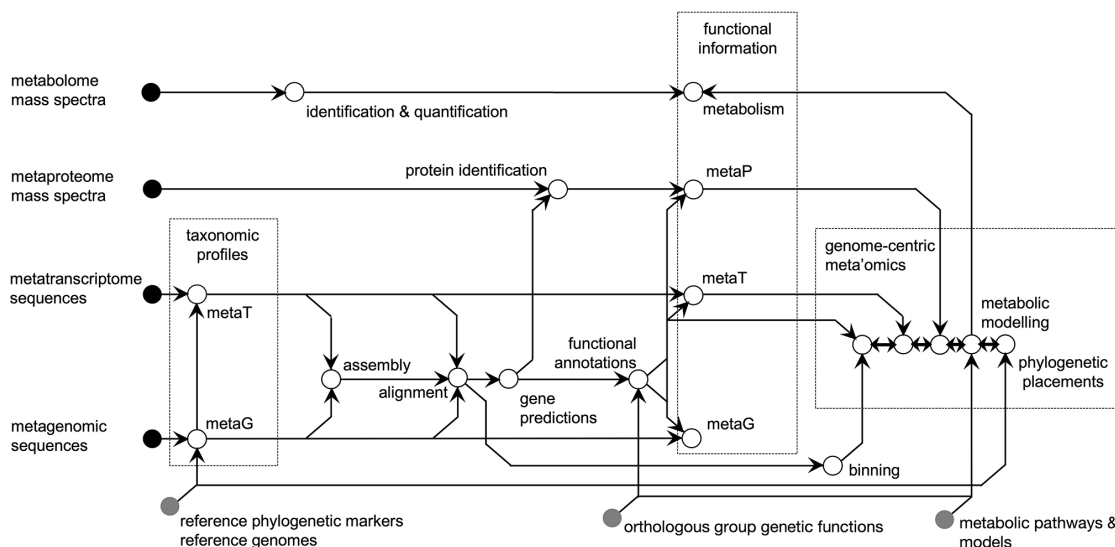 functional
information
metabolome
mass spectra
identification & quantification
metabolism
metaproteome
mass spectra
protein identification
metaP
taxonomic
profiles
genome-centric
meta'omics
metatranscriptome
sequences
metaT
metaT
metabolic
modelling
assembly
functional
annotations
phylogenetic
placements
alignment
gene
predictions
metagenomic
sequences
metaG
metaG
binning
reference phylogenetic markers
reference genomes
orthologous group genetic functions
metabolic pathways &
models